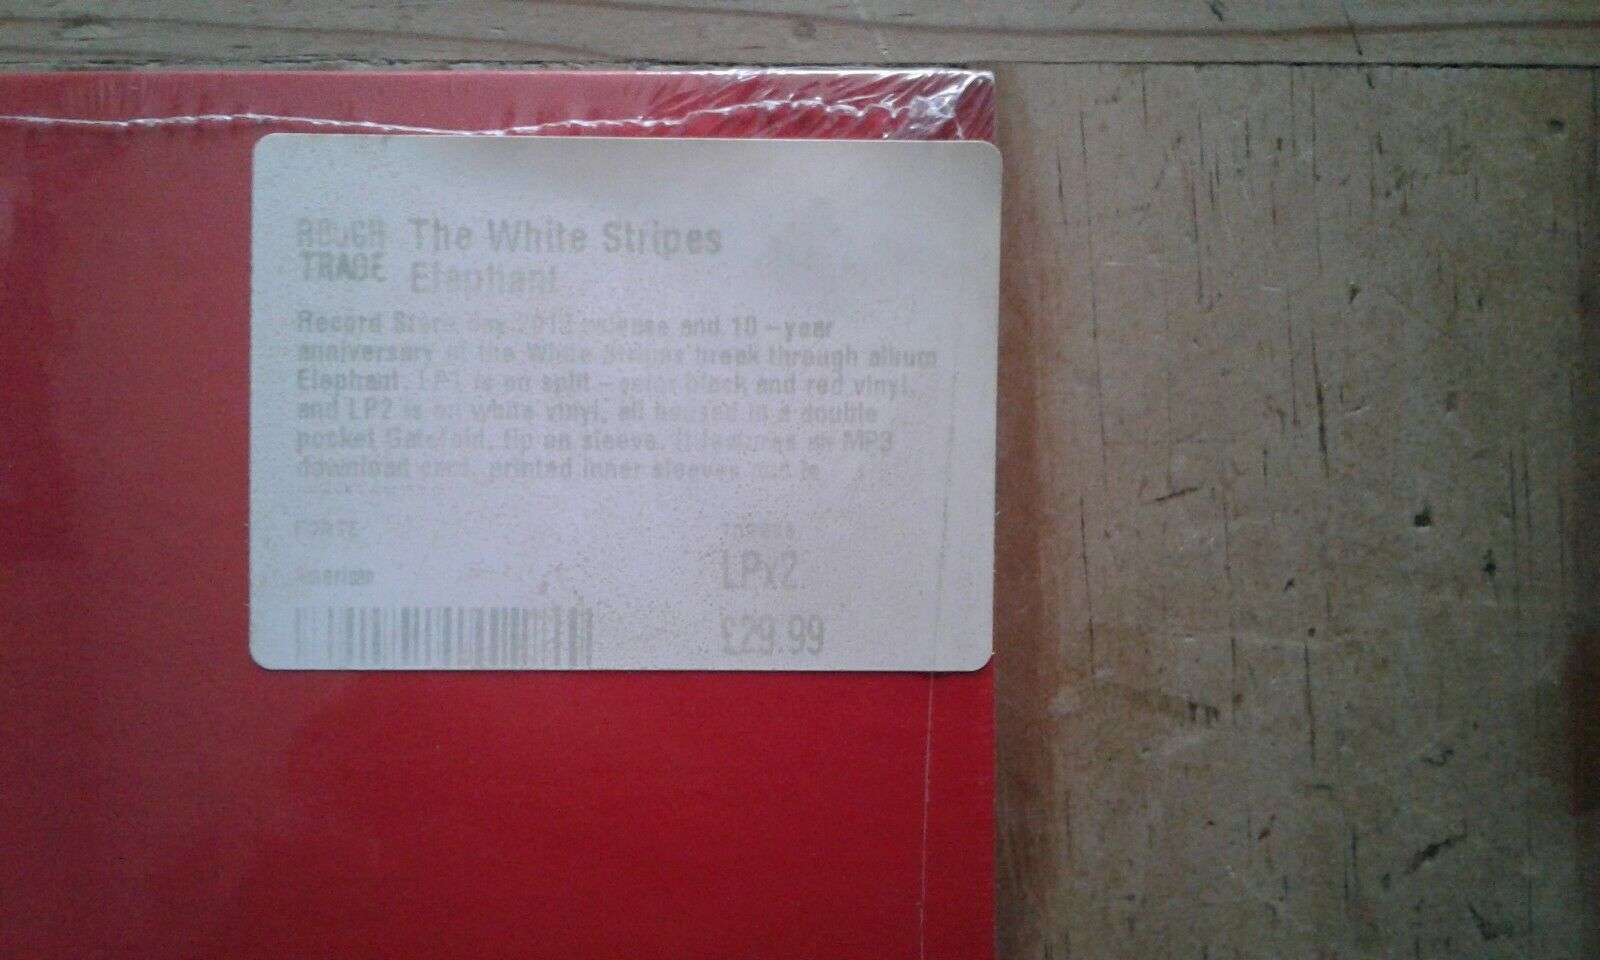 ROUGH The White Stripes
TRADE Elephant
Record Store day 2013 release and 10-year
anniversary of the White Stripes break through album
Elephant. LP1 is on split-color black and red vinyl,
and LP2 is on white vinyl, all housed in a double
pocket Gatefold, tip on sleeve. It features an MP3
download card, printed inner sleeves and is
American
LPx2
£29.99